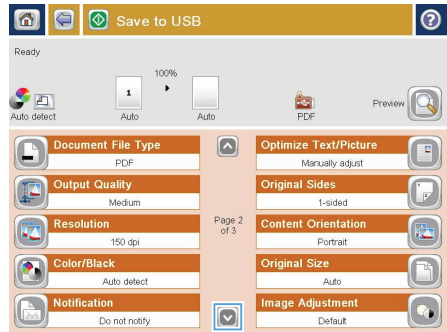 Save to USB
Ready
100%
1
Auto detect
Auto
Auto
PDF
Preview
Document File Type
PDF
Output Quality
Medium
Resolution
150 dpi
Color/Black
Auto detect
Notification
Do not notify
Page 2
of 3
Optimize Text/Picture
Manually adjust
Original Sides
1-sided
Content Orientation
Portrait
Original Size
Auto
Image Adjustment
Default